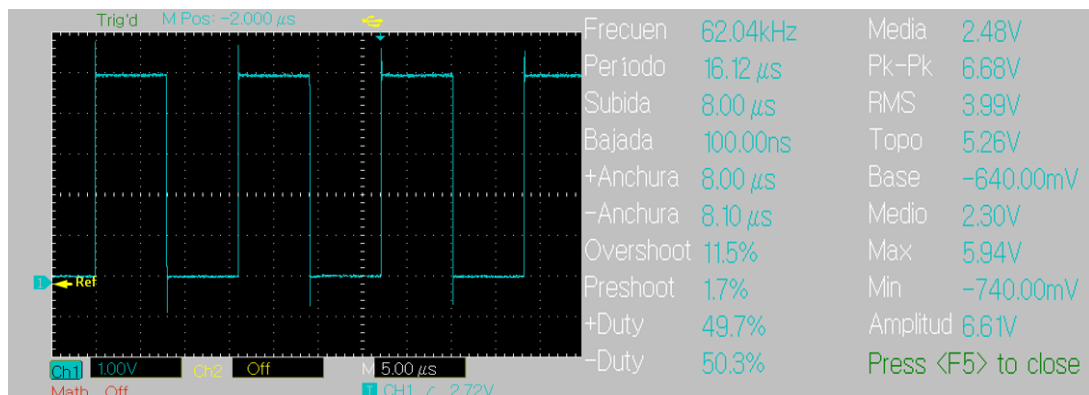 Trig'd M Pos: -2.000 μs
Frecuen 62.04kHz Media 2.48V
Período 16.12 μs Pk-Pk 6.68V
Subida 8.00 μs RMS 3.99V
Bajada 100.00ns Topo 5.26V
+Anchura 8.00 μs Base -640.00mV
-Anchura 8.10 μs Medio 2.30V
Overshoot 11.5% Max 5.94V
Preshoot 1.7% Min -740.00mV
+Duty 49.7% Amplitud 6.61V
-Duty 50.3% Press <F5> to close
1 Ref
Ch1 1.00V Ch2 Off M 5.00 μs
Math Off T CH1 2.72V